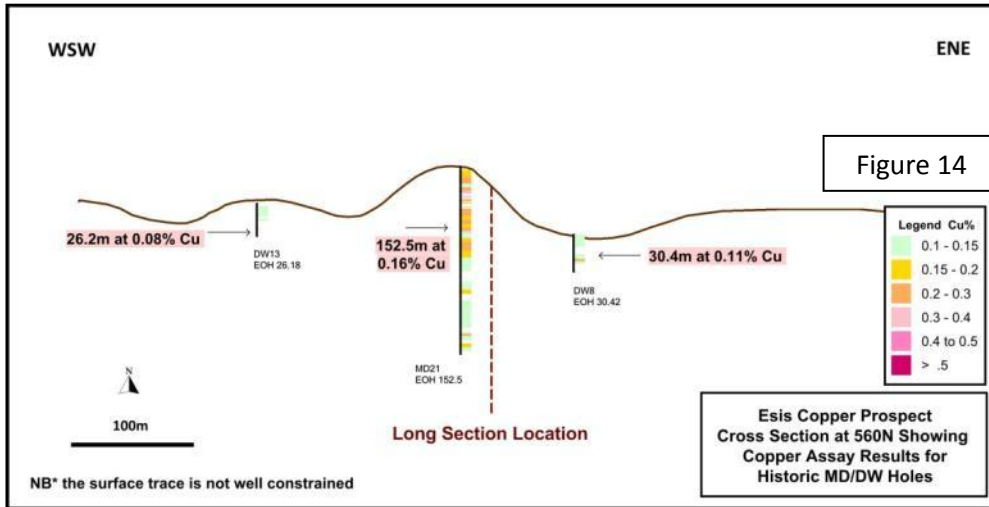 WSW
ENE
Figure 14
26.2m at 0.08% Cu
DW13
EOH 26.18
152.5m at
0.16% Cu
30.4m at 0.11% Cu
DW8
EOH 30.42
MD21
EOH 152.5
Legend Cu%
0.1 - 0.15
0.15 - 0.2
0.2 - 0.3
0.3 - 0.4
0.4 to 0.5
> .5
N
100m
Long Section Location
Esis Copper Prospect
Cross Section at 560N Showing
Copper Assay Results for
Historic MD/DW Holes
NB* the surface trace is not well constrained